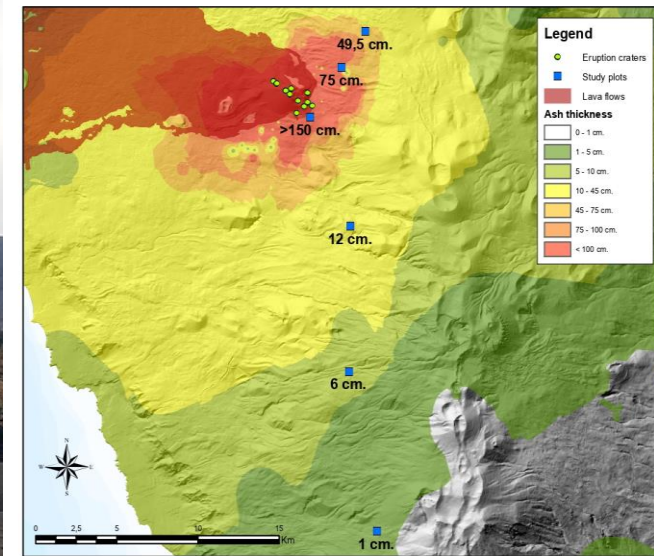 49,5 cm.
75 cm.
>150 cm.
12 cm.
6 cm.
1 cm.
Legend
Eruption craters
Study plots
Lava flows
Ash thickness
0 - 1 cm.
1 - 5 cm.
5 - 10 cm.
10 - 45 cm.
45 - 75 cm.
75 - 100 cm.
< 100 cm.
N
W E
S
0 2,5 5 10 15
Km